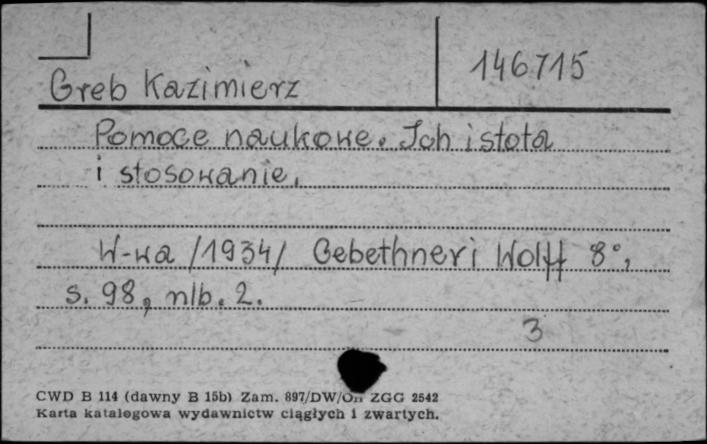 146715
Greb Kazimierz
Pomoce naukowe. Ich istota
i stosowanie.
W-wa /1934/ Gebethner i Wolff 8°,
s. 98, nlb. 2.
3
CWD B 114 (dawny B 15b) Zam. 897/DW/On ZGG 2542
Karta katalogowa wydawnictw ciągłych i zwartych.